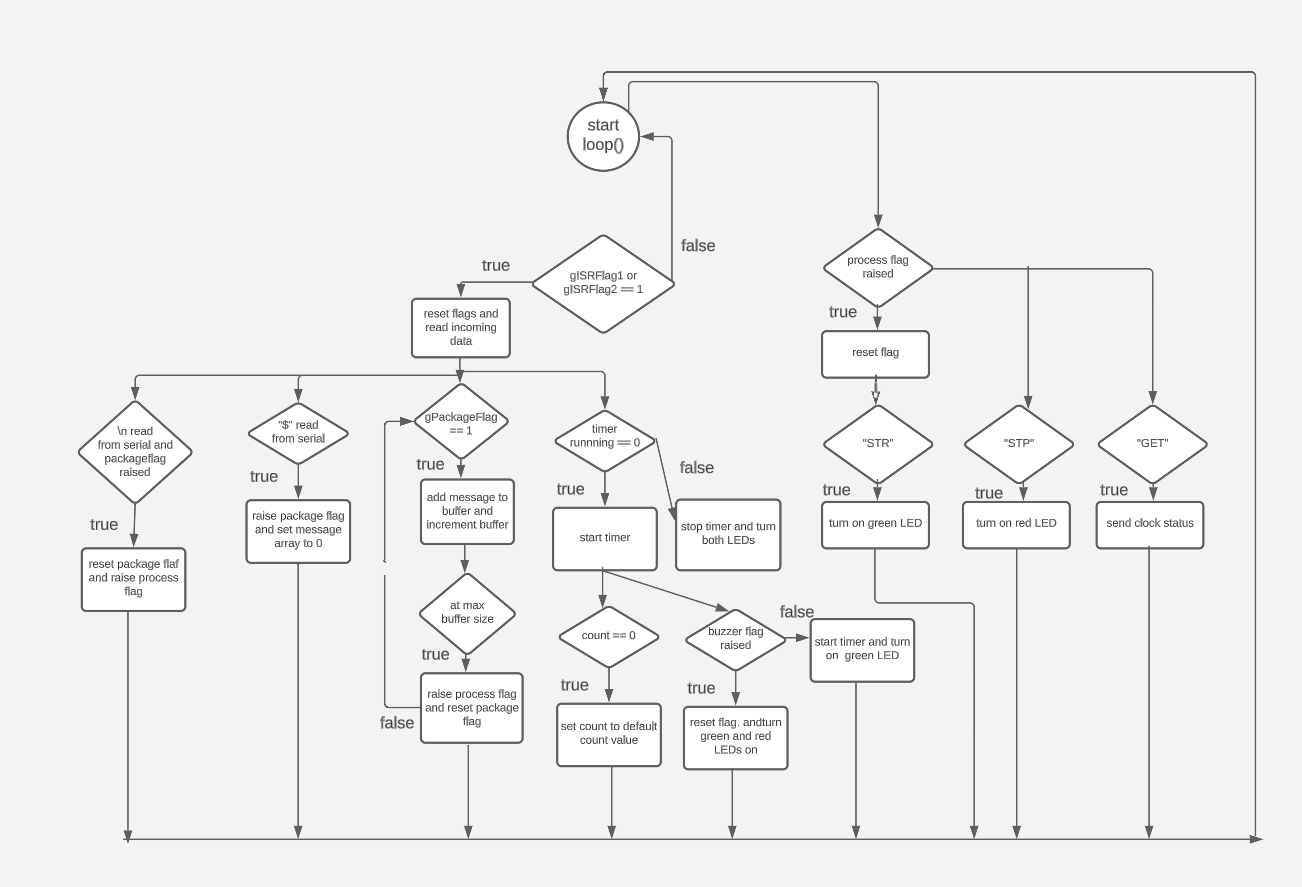 start
loop()
false
true
gISRFlag1 or
gISRFlag2 == 1
process flag
raised
reset flags and
read incoming
data
true
reset flag
\n read
from serial and
packageflag
raised
"$" read
from serial
gPackageFlag
== 1
timer
runnning == 0
"STR"
"STP"
"GET"
true
true
true
false
true
true
true
true
add message to
buffer and
increment buffer
raise package flag
and set message
array to 0
start timer
stop timer and turn
both LEDs
turn on green LED
turn on red LED
send clock status
true
reset package flaf
and raise process
flag
at max
buffer size
count == 0
buzzer flag
raised
false
start timer and turn
on  green LED
true
true
true
raise process flag
and reset package
flag
false
set count to default
count value
reset flag. andturn
green and red
LEDs on